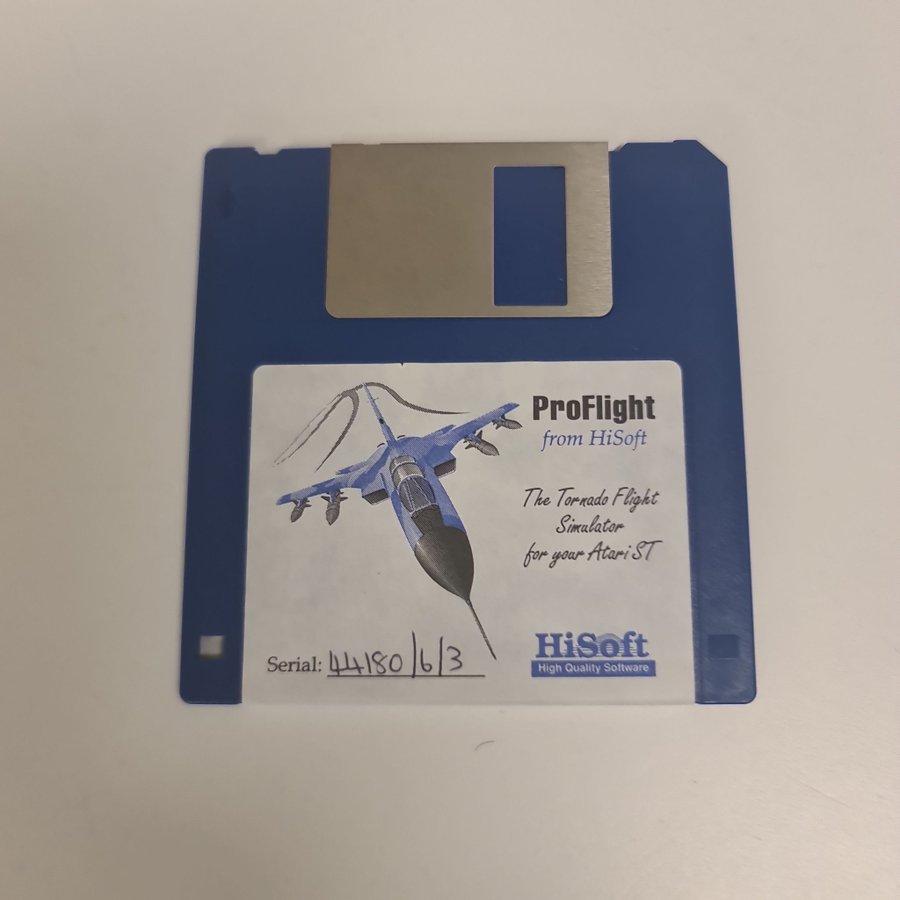 ProFlight
from HiSoft
The Tornado Flight
Simulator
for your Atari ST
HiSoft
High Quality Software
Serial: 44180/6/3